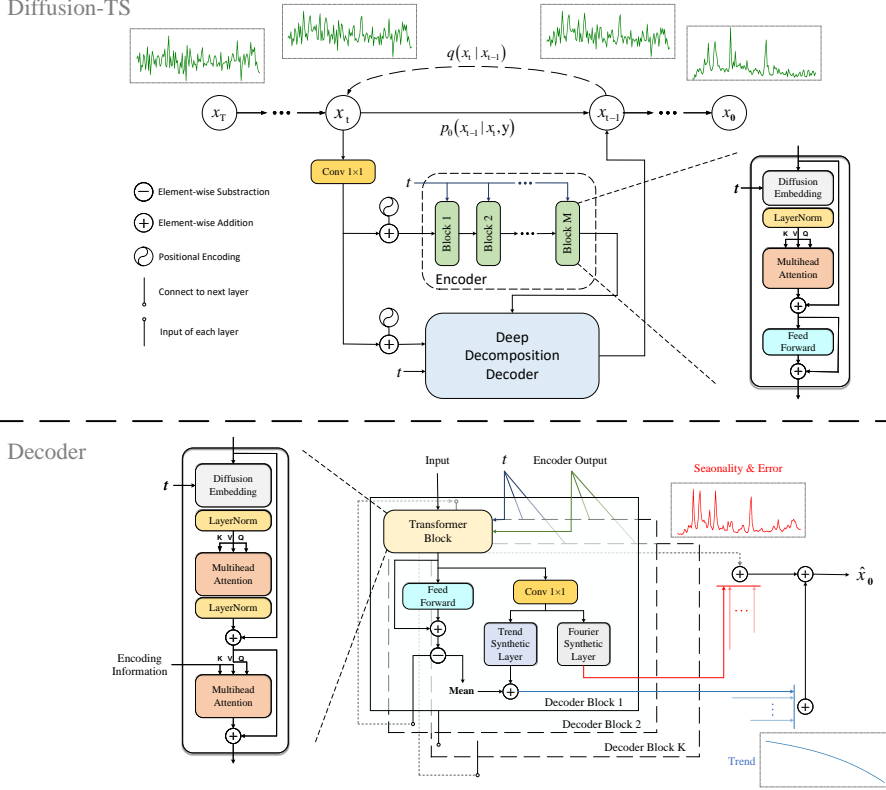 Diffusion-TS
q(x_t | x_{t-1})
x_T
x_t
x_{t-1}
x_0
p_θ(x_{t-1} | x_t, y)
Conv 1×1
Element-wise Substraction
Element-wise Addition
Positional Encoding
Connect to next layer
Input of each layer
t
Block 1
Block 2
Block M
Encoder
Deep
Decomposition
Decoder
t
t
Diffusion
Embedding
LayerNorm
K V Q
Multihead
Attention
Feed
Forward
Decoder
t
Diffusion
Embedding
LayerNorm
K V Q
Multihead
Attention
LayerNorm
Encoding
Information
K V Q
Multihead
Attention
Input
t
Encoder Output
Transformer
Block
Feed
Forward
Conv 1×1
Trend
Synthetic
Layer
Fourier
Synthetic
Layer
Mean
Decoder Block 1
Decoder Block 2
Decoder Block K
Seaonality & Error
x̂_0
Trend